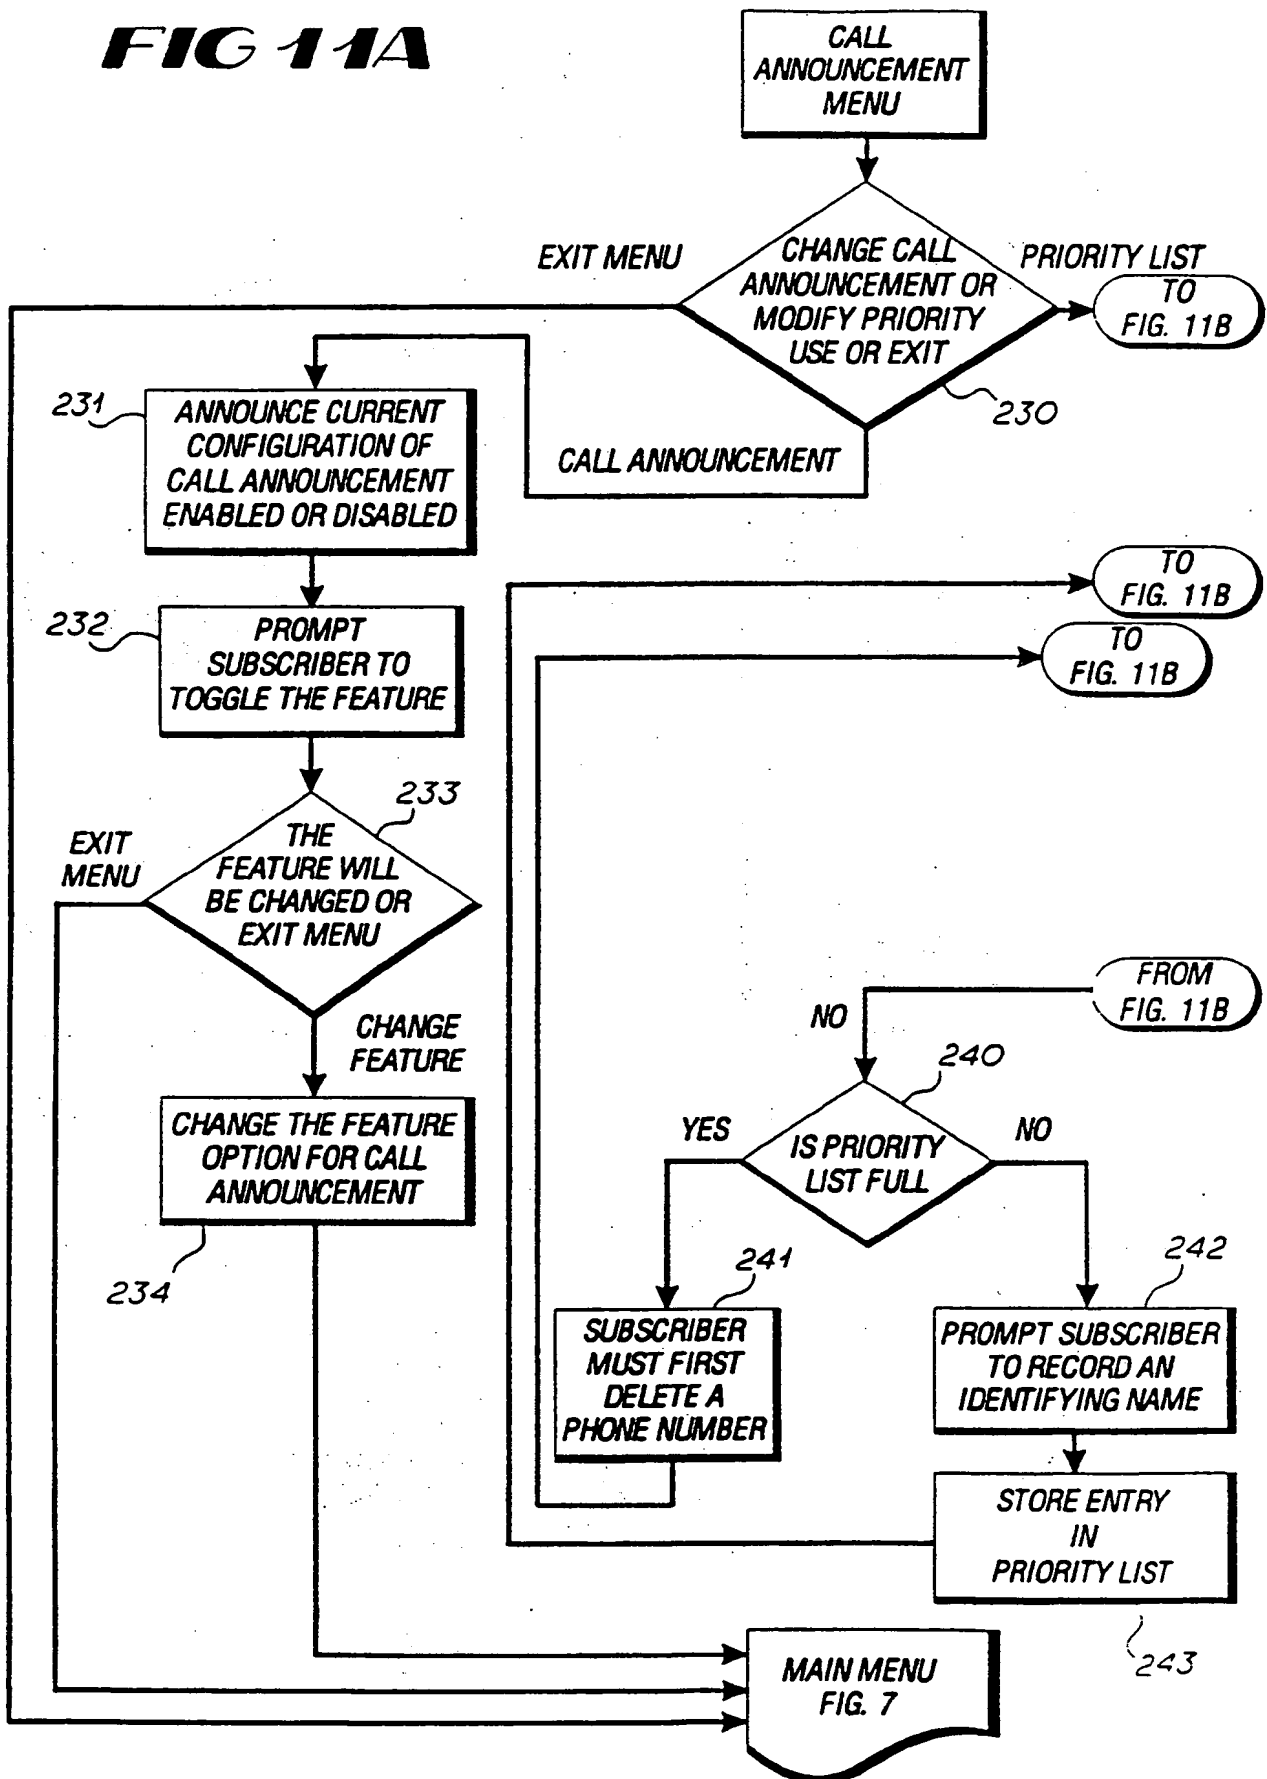 FIG 11A
CALL
ANNOUNCEMENT
MENU
EXIT MENU
CHANGE CALL
ANNOUNCEMENT OR
MODIFY PRIORITY
USE OR EXIT
PRIORITY LIST
TO
FIG. 11B
230
CALL ANNOUNCEMENT
231
ANNOUNCE CURRENT
CONFIGURATION OF
CALL ANNOUNCEMENT
ENABLED OR DISABLED
TO
FIG. 11B
232
PROMPT
SUBSCRIBER TO
TOGGLE THE FEATURE
TO
FIG. 11B
233
EXIT
MENU
THE
FEATURE WILL
BE CHANGED OR
EXIT MENU
CHANGE
FEATURE
FROM
FIG. 11B
NO
240
CHANGE THE FEATURE
OPTION FOR CALL
ANNOUNCEMENT
234
YES
IS PRIORITY
LIST FULL
NO
241
SUBSCRIBER
MUST FIRST
DELETE A
PHONE NUMBER
242
PROMPT SUBSCRIBER
TO RECORD AN
IDENTIFYING NAME
STORE ENTRY
IN
PRIORITY LIST
243
MAIN MENU
FIG. 7